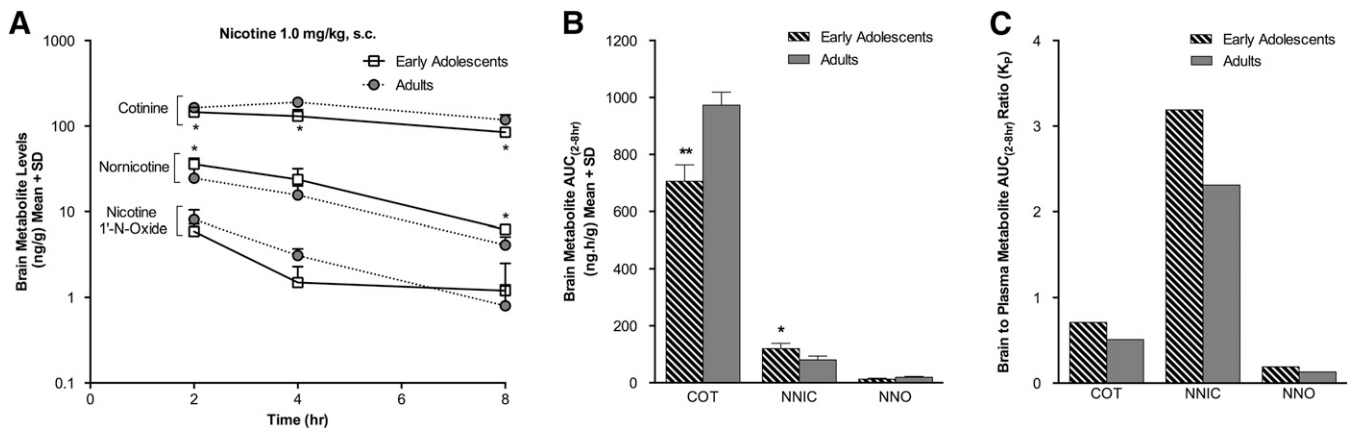 A
Nicotine 1.0 mg/kg, s.c.
Early Adolescents
Adults
Brain Metabolite Levels
(ng/g) Mean + SD
1000
100
10
1
0.1
Cotinine
Nornicotine
Nicotine
1'-N-Oxide
*
*
*
*
*
0
2
4
8
Time (hr)
B
Early Adolescents
Adults
Brain Metabolite AUC(2-8hr)
(ng.h/g) Mean + SD
1200
1000
800
600
400
200
0
**
*
COT
NNIC
NNO
C
Early Adolescents
Adults
Brain to Plasma Metabolite AUC(2-8hr) Ratio (KP)
4
3
2
1
0
COT
NNIC
NNO